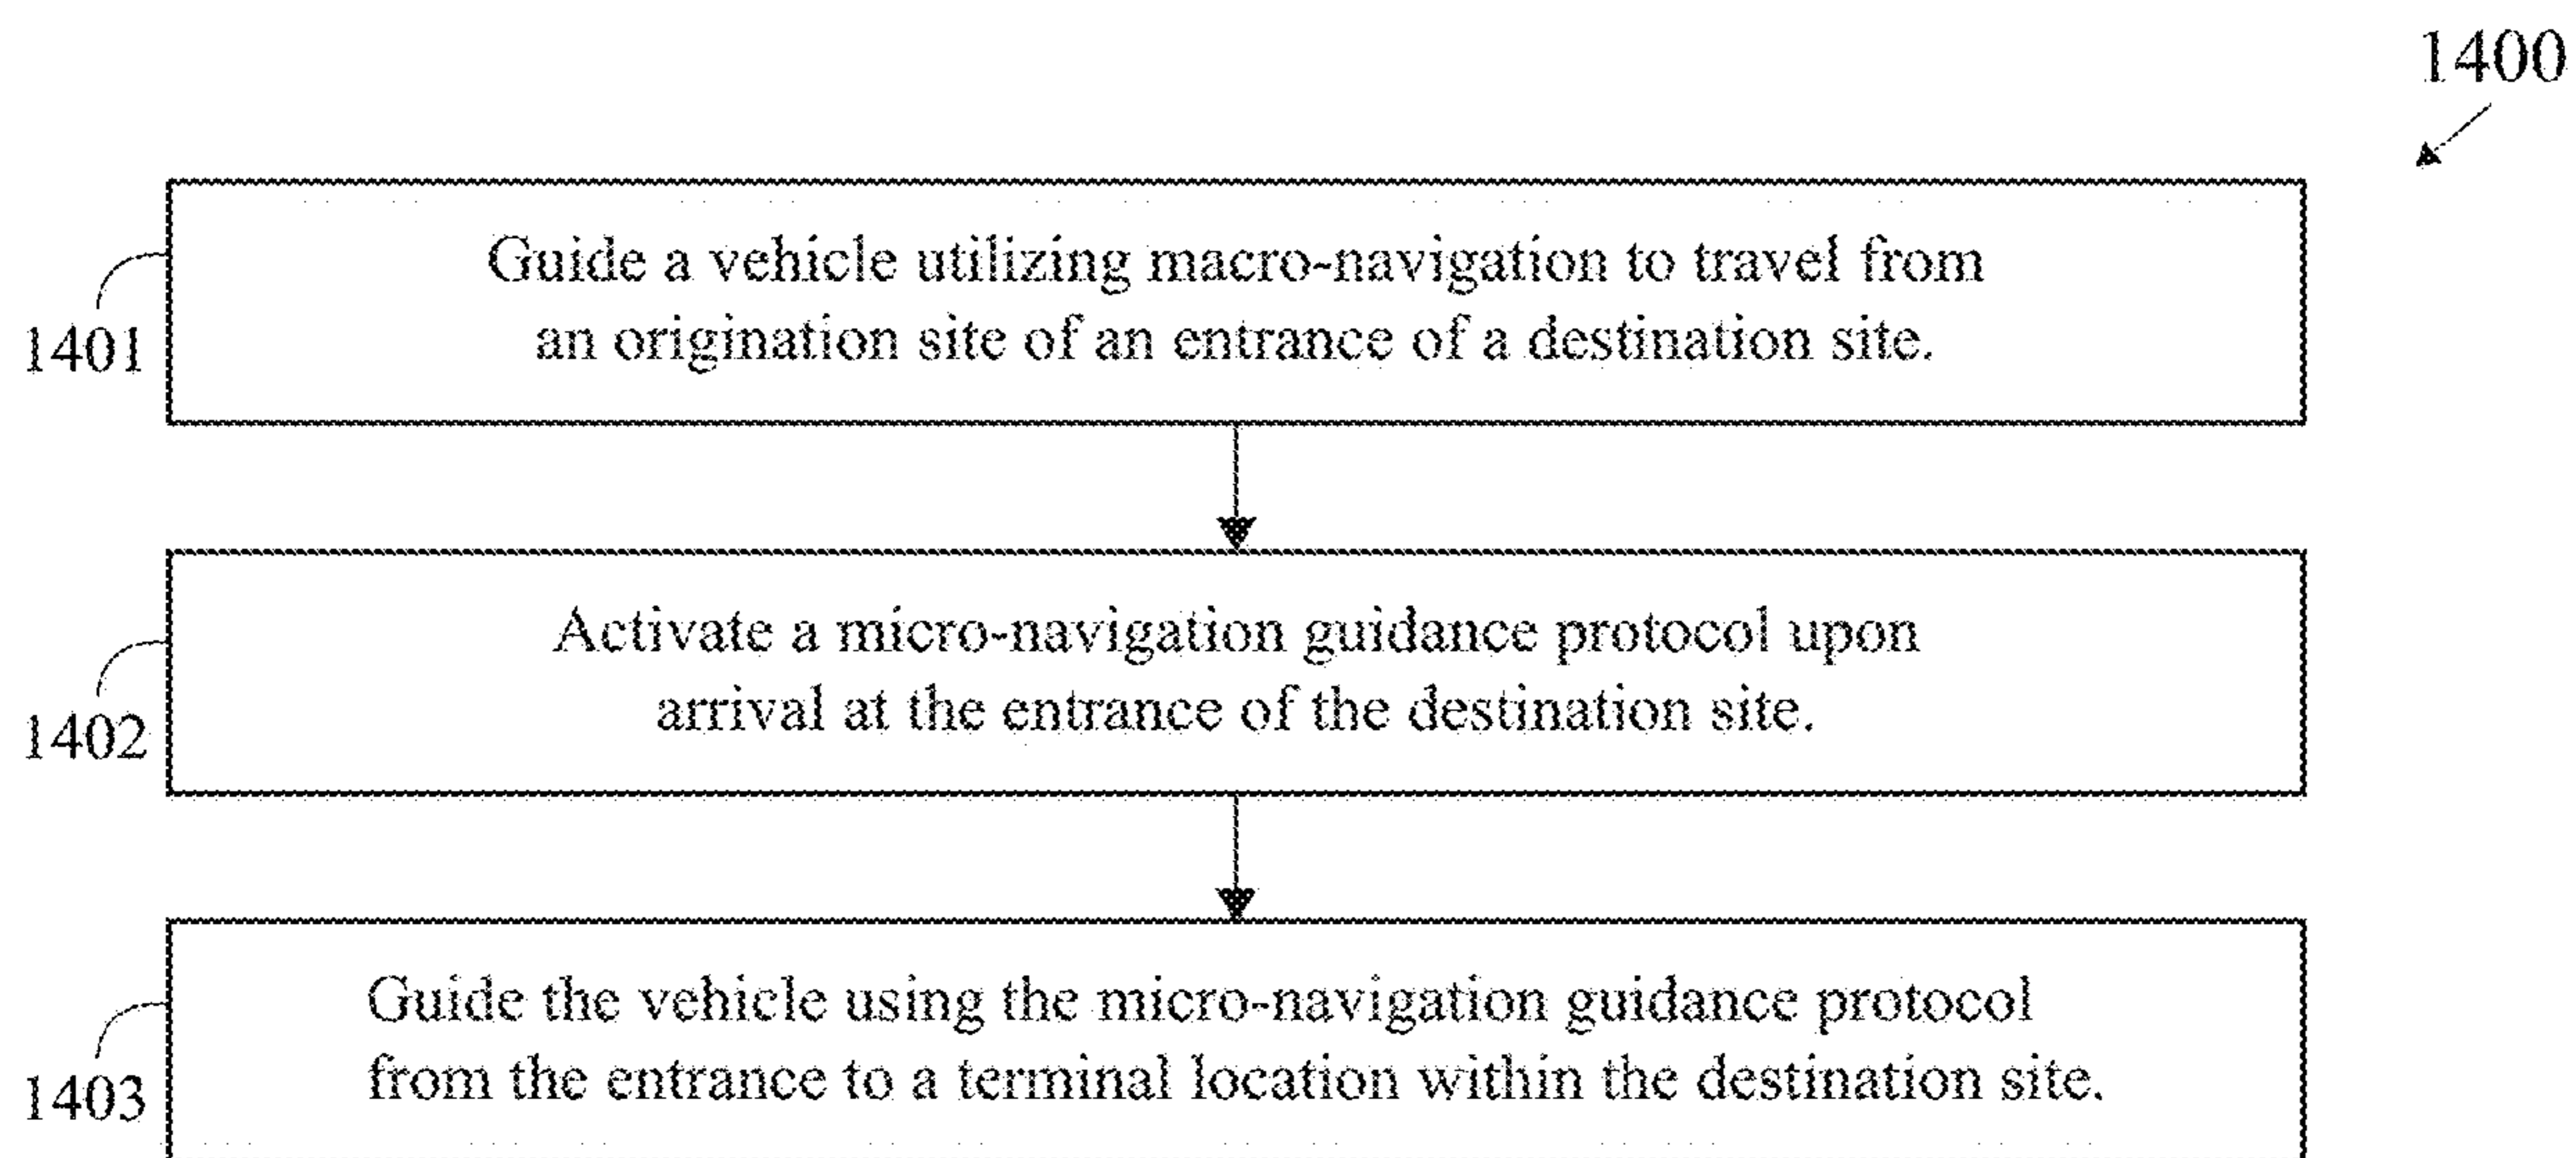 1400
Guide a vehicle utilizing macro-navigation to travel from
an origination site of an entrance of a destination site.
1401
Activate a micro-navigation guidance protocol upon
arrival at the entrance of the destination site.
1402
Guide the vehicle using the micro-navigation guidance protocol
from the entrance to a terminal location within the destination site.
1403